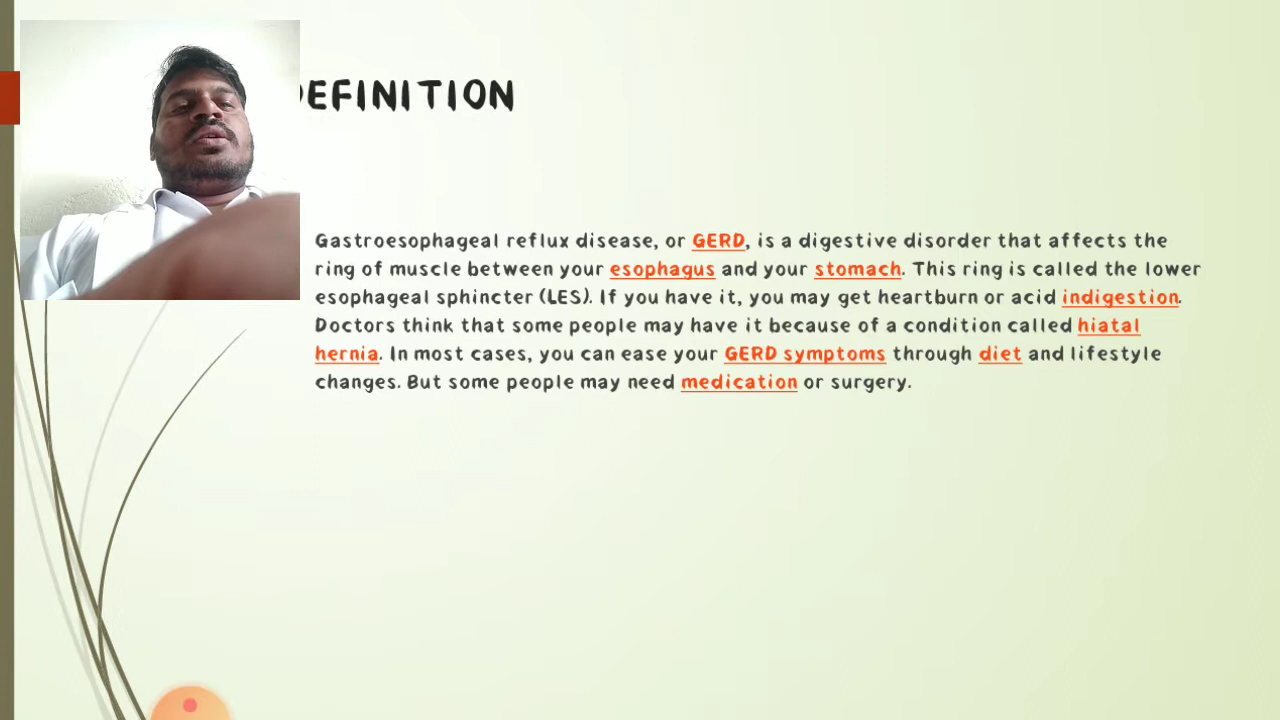 DEFINITION
Gastroesophageal reflux disease, or GERD, is a digestive disorder that affects the
ring of muscle between your esophagus and your stomach. This ring is called the lower
esophageal sphincter (LES). If you have it, you may get heartburn or acid indigestion.
Doctors think that some people may have it because of a condition called hiatal
hernia. In most cases, you can ease your GERD symptoms through diet and lifestyle
changes. But some people may need medication or surgery.